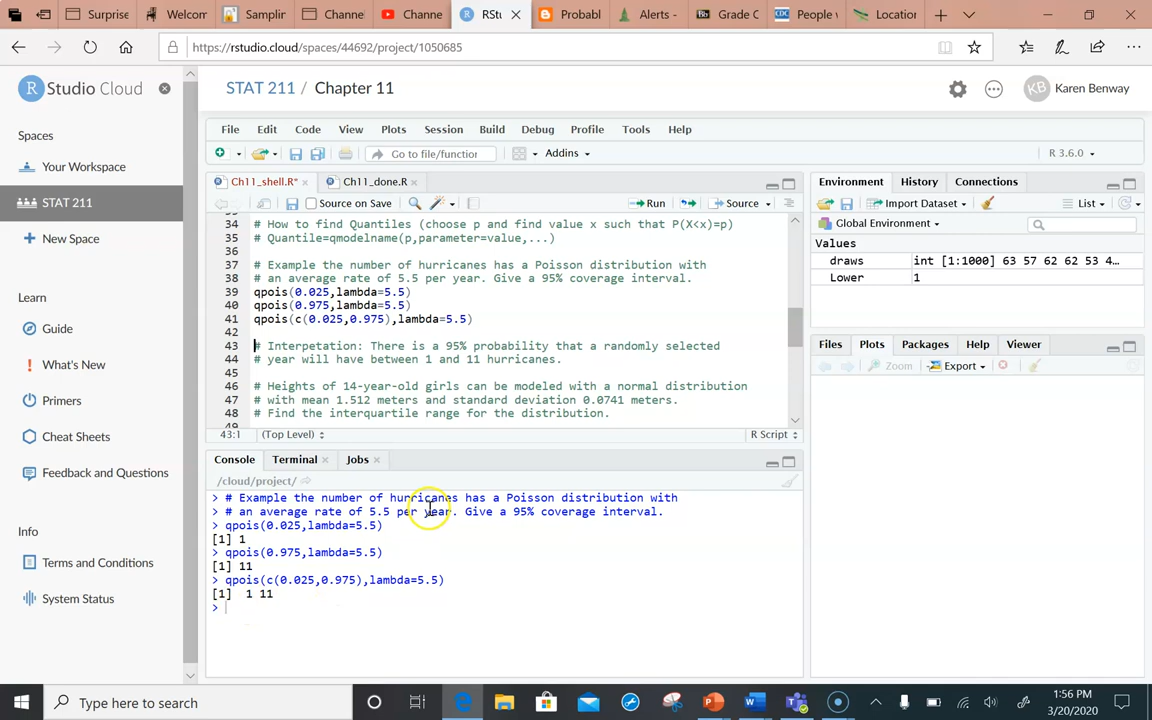 Surprise
Welcom
Samplin
Channe
Channe
RStu
Probabl
Alerts -
Grade C
People v
Location
https://rstudio.cloud/spaces/44692/project/1050685
R Studio Cloud
STAT 211 / Chapter 11
KB Karen Benway
Spaces
Your Workspace
STAT 211
New Space
Learn
Guide
What's New
Primers
Cheat Sheets
Feedback and Questions
Info
Terms and Conditions
System Status
File Edit Code View Plots Session Build Debug Profile Tools Help
Go to file/function Addins R 3.6.0
Ch11_shell.R* Ch11_done.R
Source on Save Run Source
34 # How to find Quantiles (choose p and find value x such that P(X<x)=p)
35 # Quantile=qmodelname(p,parameter=value,...)
36
37 # Example the number of hurricanes has a Poisson distribution with
38 # an average rate of 5.5 per year. Give a 95% coverage interval.
39 qpois(0.025,lambda=5.5)
40 qpois(0.975,lambda=5.5)
41 qpois(c(0.025,0.975),lambda=5.5)
42
43 # Interpetation: There is a 95% probability that a randomly selected
44 # year will have between 1 and 11 hurricanes.
45
46 # Heights of 14-year-old girls can be modeled with a normal distribution
47 # with mean 1.512 meters and standard deviation 0.0741 meters.
48 # Find the interquartile range for the distribution.
43:1 (Top Level) R Script
Console Terminal Jobs
/cloud/project/
> # Example the number of hurricanes has a Poisson distribution with
> # an average rate of 5.5 per year. Give a 95% coverage interval.
> qpois(0.025,lambda=5.5)
[1] 1
> qpois(0.975,lambda=5.5)
[1] 11
> qpois(c(0.025,0.975),lambda=5.5)
[1]  1 11
>
Environment History Connections
Import Dataset List
Global Environment
Values
draws int [1:1000] 63 57 62 62 53 4…
Lower 1
Files Plots Packages Help Viewer
Zoom Export
Type here to search
1:56 PM
3/20/2020